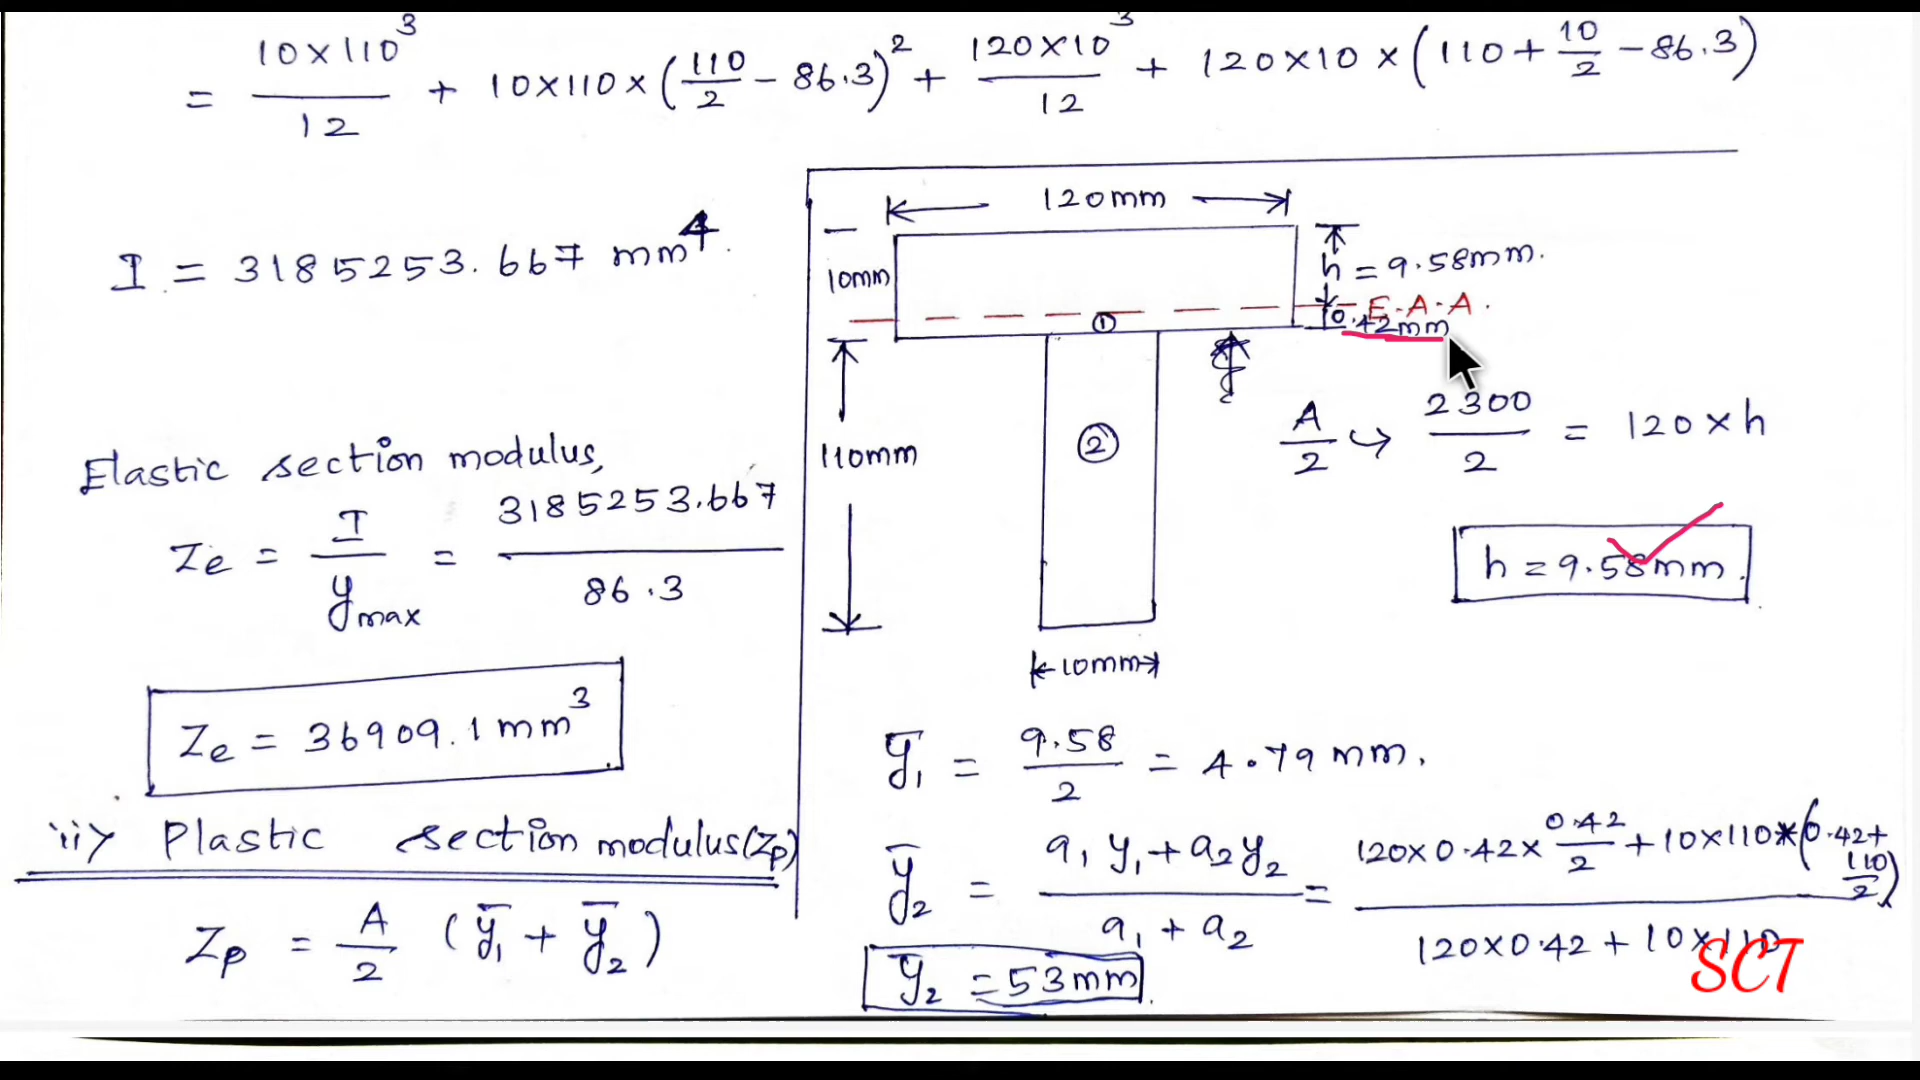 = 10×110³/12 + 10×110×(110/2 - 86.3)² + 120×10³/12 + 120×10×(110+10/2-86.3)
I = 3185253.667 mm⁴.
Elastic section modulus,
Ze = I/ymax = 3185253.667/86.3
Ze = 36909.1 mm³
iii) Plastic section modulus(Zp)
Zp = A/2 (ȳ₁ + ȳ₂)
120mm
10mm
h = 9.58mm.
E.A.A.
0.42mm
①
②
110mm
10mm
A/2 ↪ 2300/2 = 120×h
h = 9.58mm.
ȳ₁ = 9.58/2 = 4.79 mm.
ȳ₂ = a₁y₁+a₂y₂/a₁+a₂ = 120×0.42×0.42/2+10×110*(0.42+110/2)/120×0.42+10×110
ȳ₂ = 53mm.
SCT